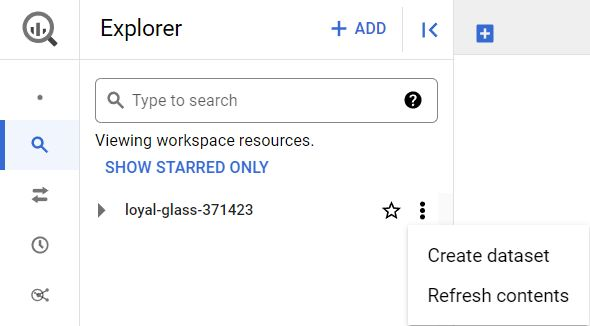 Explorer
+ ADD
Type to search
Viewing workspace resources.
SHOW STARRED ONLY
loyal-glass-371423
Create dataset
Refresh contents